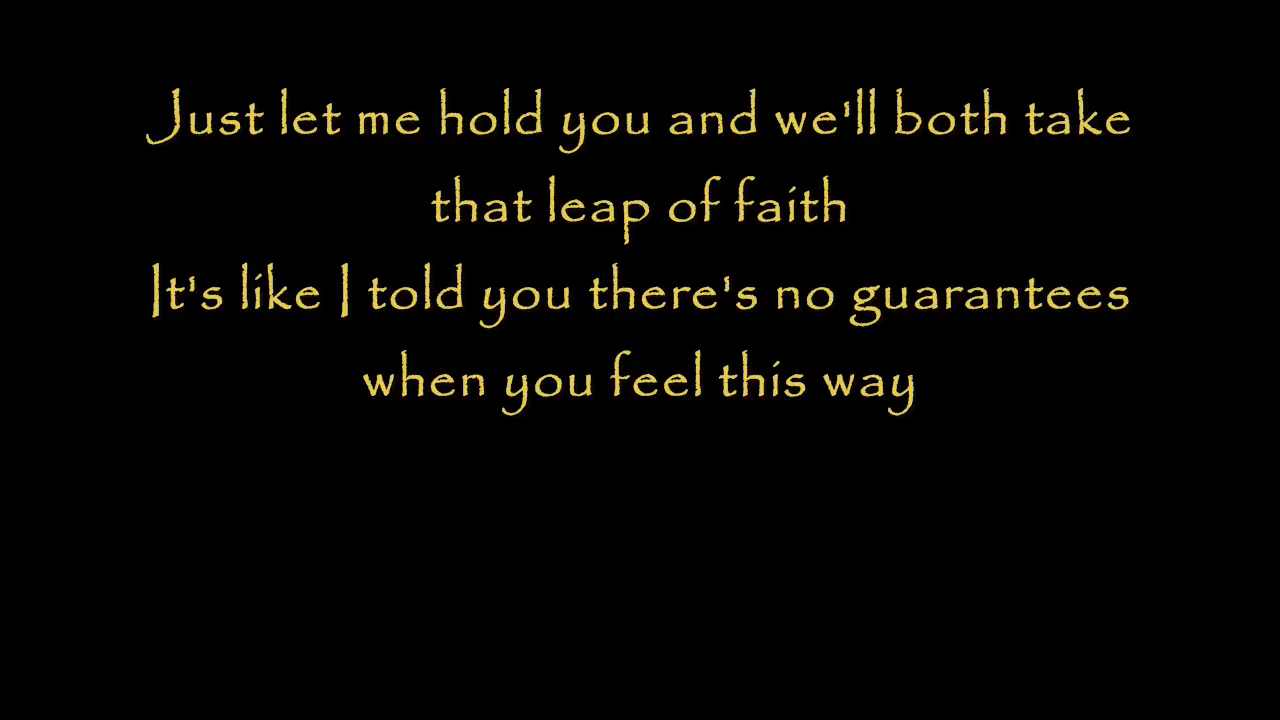 Just let me hold you and we'll both take
that leap of faith
It's like I told you there's no guarantees
when you feel this way